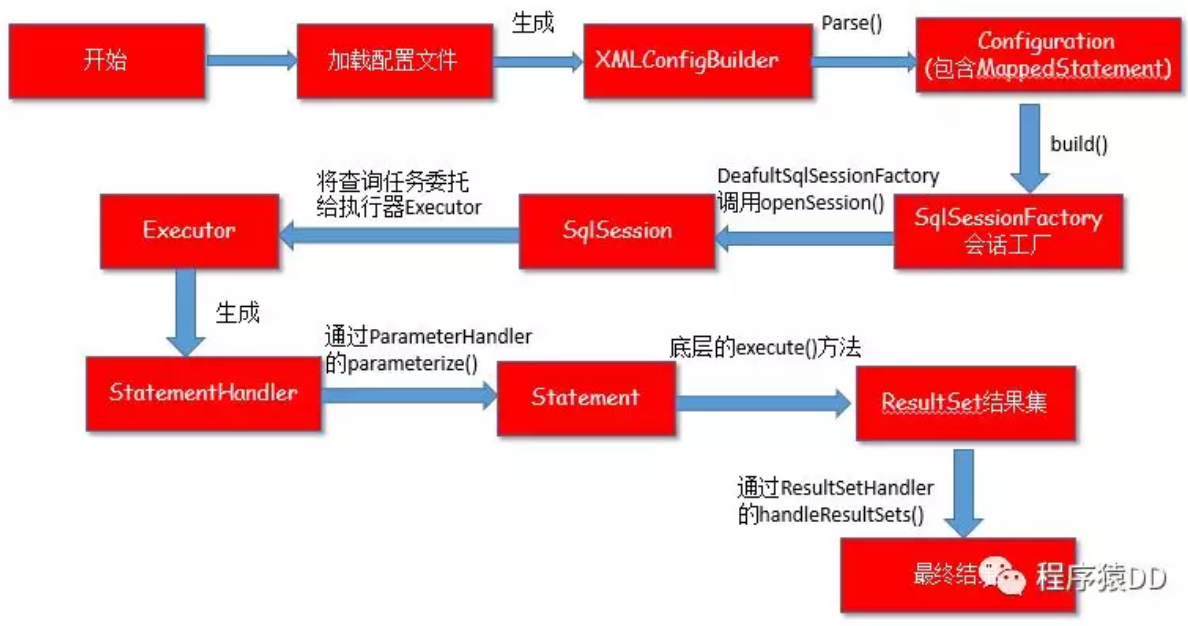 开始
加载配置文件
生成
XMLConfigBuilder
Parse()
Configuration
(包含MappedStatement)
build()
SqlSessionFactory
会话工厂
DeafultSqlSessionFactory
调用openSession()
SqlSession
将查询任务委托
给执行器Executor
Executor
生成
StatementHandler
通过ParameterHandler
的parameterize()
Statement
底层的execute()方法
ResultSet结果集
通过ResultSetHandler
的handleResultSets()
最终结
程序猿DD